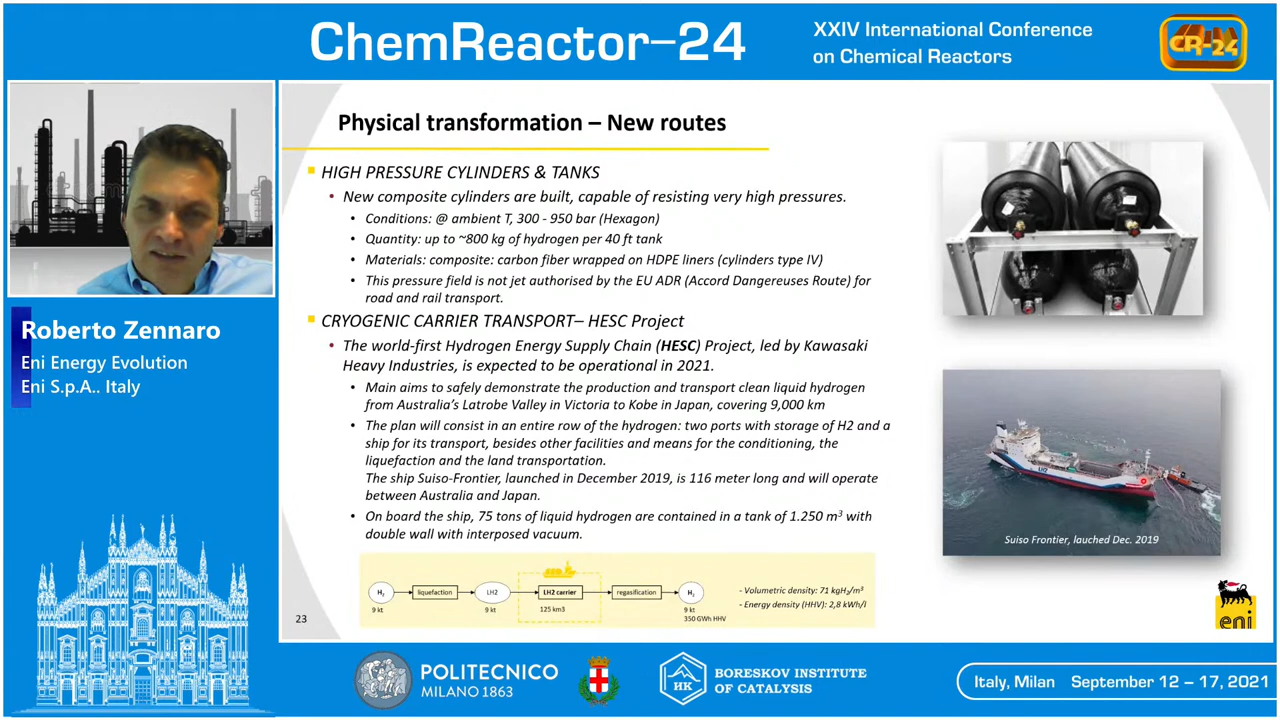 ChemReactor–24
XXIV International Conference
on Chemical Reactors
CR-24
Physical transformation – New routes
HIGH PRESSURE CYLINDERS & TANKS
New composite cylinders are built, capable of resisting very high pressures.
Conditions: @ ambient T, 300 - 950 bar (Hexagon)
Quantity: up to ~800 kg of hydrogen per 40 ft tank
Materials: composite: carbon fiber wrapped on HDPE liners (cylinders type IV)
This pressure field is not jet authorised by the EU ADR (Accord Dangereuses Route) for
road and rail transport.
CRYOGENIC CARRIER TRANSPORT– HESC Project
The world-first Hydrogen Energy Supply Chain (HESC) Project, led by Kawasaki
Heavy Industries, is expected to be operational in 2021.
Main aims to safely demonstrate the production and transport clean liquid hydrogen
from Australia's Latrobe Valley in Victoria to Kobe in Japan, covering 9,000 km
The plan will consist in an entire row of the hydrogen: two ports with storage of H2 and a
ship for its transport, besides other facilities and means for the conditioning, the
liquefaction and the land transportation.
The ship Suiso-Frontier, launched in December 2019, is 116 meter long and will operate
between Australia and Japan.
On board the ship, 75 tons of liquid hydrogen are contained in a tank of 1.250 m³ with
double wall with interposed vacuum.
H₂ liquefaction LH2 LH2 carrier regasification H₂
9 kt 9 kt 125 km3 9 kt
350 GWh HHV
- Volumetric density: 71 kgH₂/m³
- Energy density (HHV): 2,8 kWh/l
23
Suiso Frontier, lauched Dec. 2019
eni
Roberto Zennaro
Eni Energy Evolution
Eni S.p.A.. Italy
POLITECNICO
MILANO 1863
НК
BORESKOV INSTITUTE
OF CATALYSIS
Italy, Milan September 12 – 17, 2021